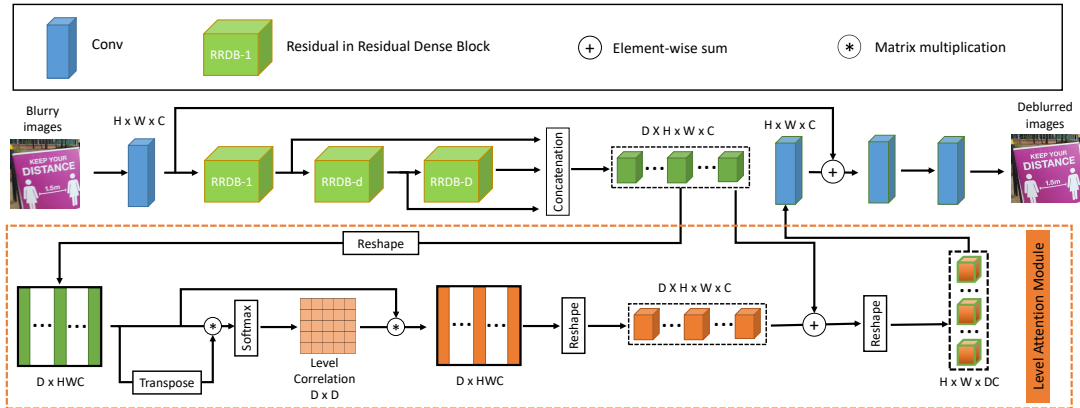 RRDB-1
Conv
Residual in Residual Dense Block
+
Element-wise sum
*
Matrix multiplication
Blurry
images
KEEP YOUR
DISTANCE
1.5m
H x W x C
RRDB-1
RRDB-d
RRDB-D
Concatenation
D X H x W x C
H x W x C
+
Deblurred
images
KEEP YOUR
DISTANCE
1.5m
Reshape
Level Attention Module
D x HWC
Transpose
*
Softmax
Level
Correlation
D x D
*
D x HWC
Reshape
D X H x W x C
+
Reshape
H x W x DC